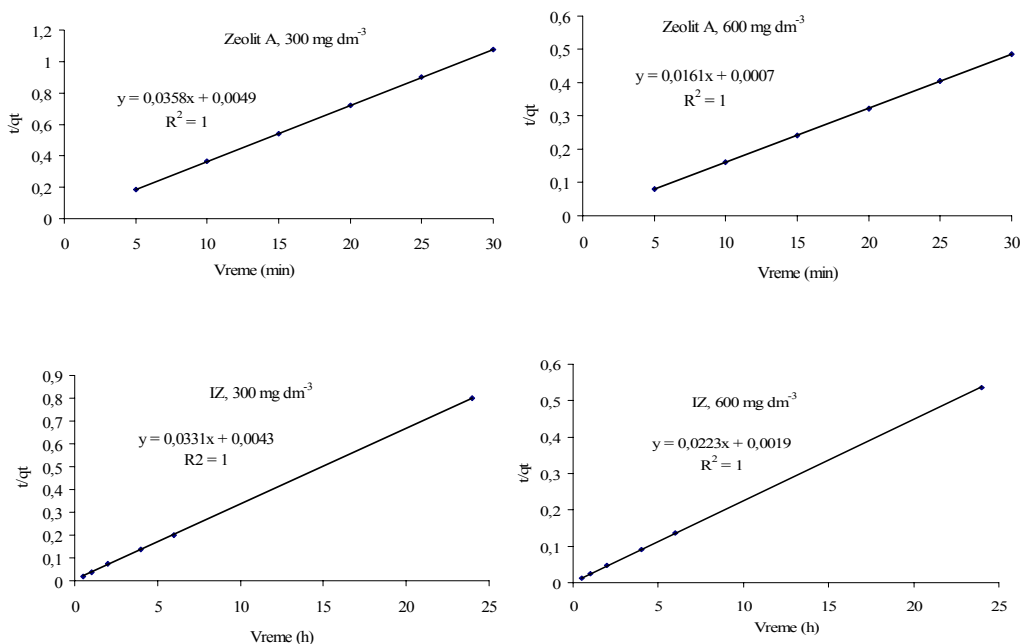 Zeolit A, 300 mg dm-3
y = 0,0358x + 0,0049
R2 = 1
t/qt
1,2
1
0,8
0,6
0,4
0,2
0
0 5 10 15 20 25 30
Vreme (min)
Zeolit A, 600 mg dm-3
y = 0,0161x + 0,0007
R2 = 1
t/qt
0,6
0,5
0,4
0,3
0,2
0,1
0
0 5 10 15 20 25 30
Vreme (min)
IZ, 300 mg dm-3
y = 0,0331x + 0,0043
R2 = 1
t/qt
0,9
0,8
0,7
0,6
0,5
0,4
0,3
0,2
0,1
0
0 5 10 15 20 25
Vreme (h)
IZ, 600 mg dm-3
y = 0,0223x + 0,0019
R2 = 1
t/qt
0,6
0,5
0,4
0,3
0,2
0,1
0
0 5 10 15 20 25
Vreme (h)